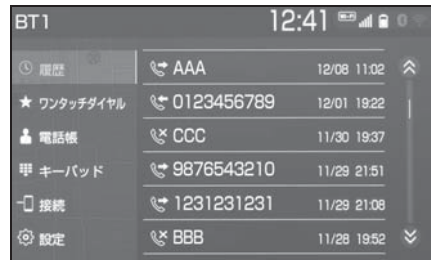 BT1 12:41
履歴
ワンタッチダイヤル
電話帳
キーパッド
接続
設定
AAA 12/08 11:02
0123456789 12/01 19:22
CCC 11/30 19:37
9876543210 11/29 21:51
1231231231 11/29 21:08
BBB 11/28 19:52